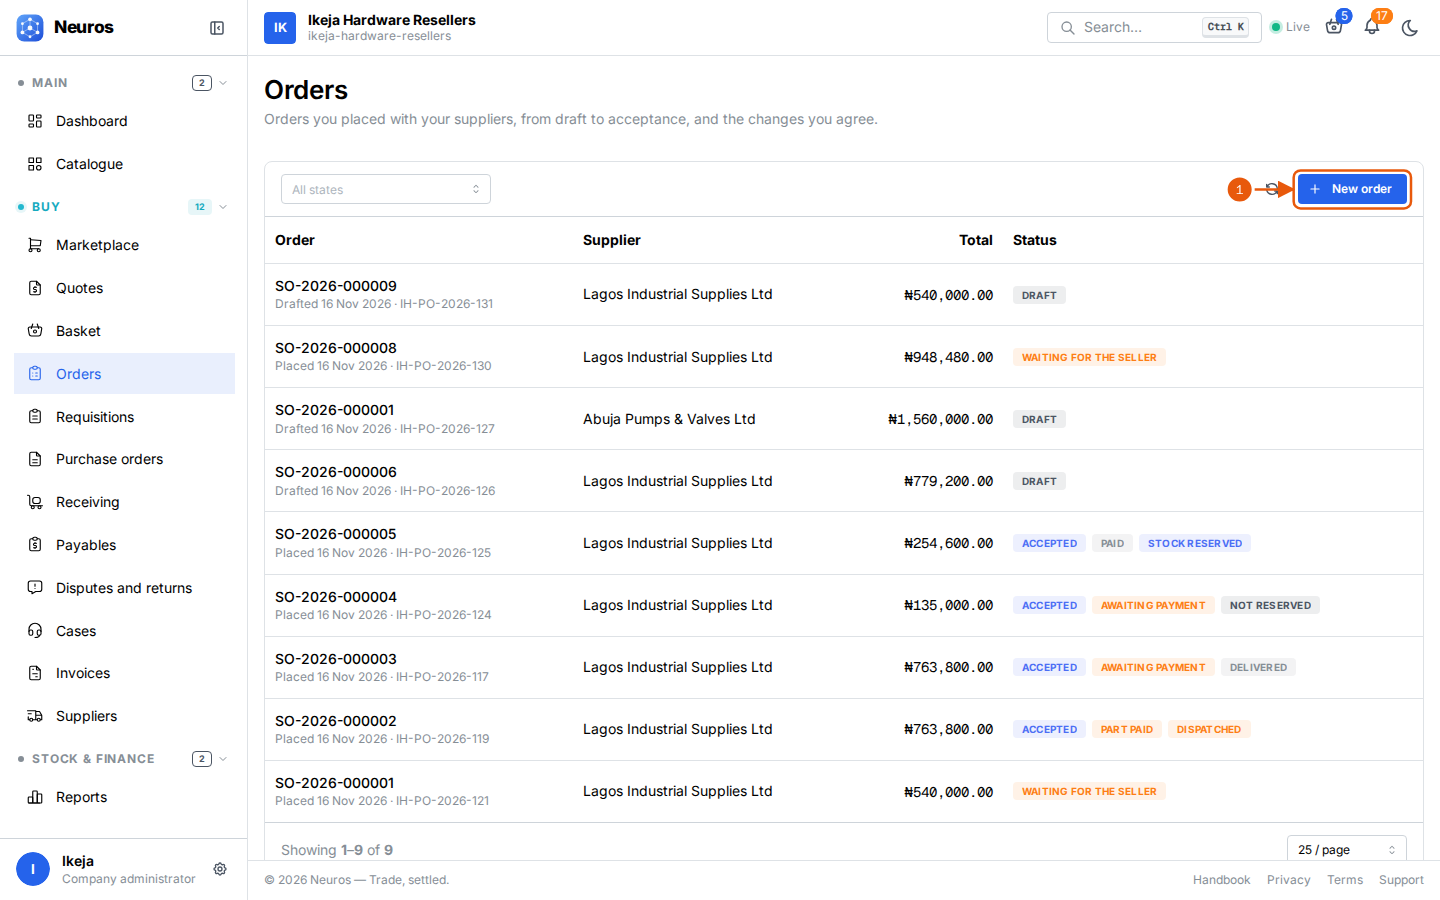 Neuros
IK
Ikeja Hardware Resellers
ikeja-hardware-resellers
Search...
Ctrl K
Live
5
17
MAIN
2
Dashboard
Catalogue
BUY
12
Marketplace
Quotes
Basket
Orders
Requisitions
Purchase orders
Receiving
Payables
Disputes and returns
Cases
Invoices
Suppliers
STOCK & FINANCE
2
Reports
I
Ikeja
Company administrator
Orders
Orders you placed with your suppliers, from draft to acceptance, and the changes you agree.
All states
1
New order
Order Supplier Total Status
SO-2026-000009
Drafted 16 Nov 2026 · IH-PO-2026-131
Lagos Industrial Supplies Ltd ₦540,000.00 DRAFT
SO-2026-000008
Placed 16 Nov 2026 · IH-PO-2026-130
Lagos Industrial Supplies Ltd ₦948,480.00 WAITING FOR THE SELLER
SO-2026-000001
Drafted 16 Nov 2026 · IH-PO-2026-127
Abuja Pumps & Valves Ltd ₦1,560,000.00 DRAFT
SO-2026-000006
Drafted 16 Nov 2026 · IH-PO-2026-126
Lagos Industrial Supplies Ltd ₦779,200.00 DRAFT
SO-2026-000005
Placed 16 Nov 2026 · IH-PO-2026-125
Lagos Industrial Supplies Ltd ₦254,600.00 ACCEPTED PAID STOCK RESERVED
SO-2026-000004
Placed 16 Nov 2026 · IH-PO-2026-124
Lagos Industrial Supplies Ltd ₦135,000.00 ACCEPTED AWAITING PAYMENT NOT RESERVED
SO-2026-000003
Placed 16 Nov 2026 · IH-PO-2026-117
Lagos Industrial Supplies Ltd ₦763,800.00 ACCEPTED AWAITING PAYMENT DELIVERED
SO-2026-000002
Placed 16 Nov 2026 · IH-PO-2026-119
Lagos Industrial Supplies Ltd ₦763,800.00 ACCEPTED PART PAID DISPATCHED
SO-2026-000001
Placed 16 Nov 2026 · IH-PO-2026-121
Lagos Industrial Supplies Ltd ₦540,000.00 WAITING FOR THE SELLER
Showing 1–9 of 9
25 / page
© 2026 Neuros — Trade, settled.
Handbook Privacy Terms Support